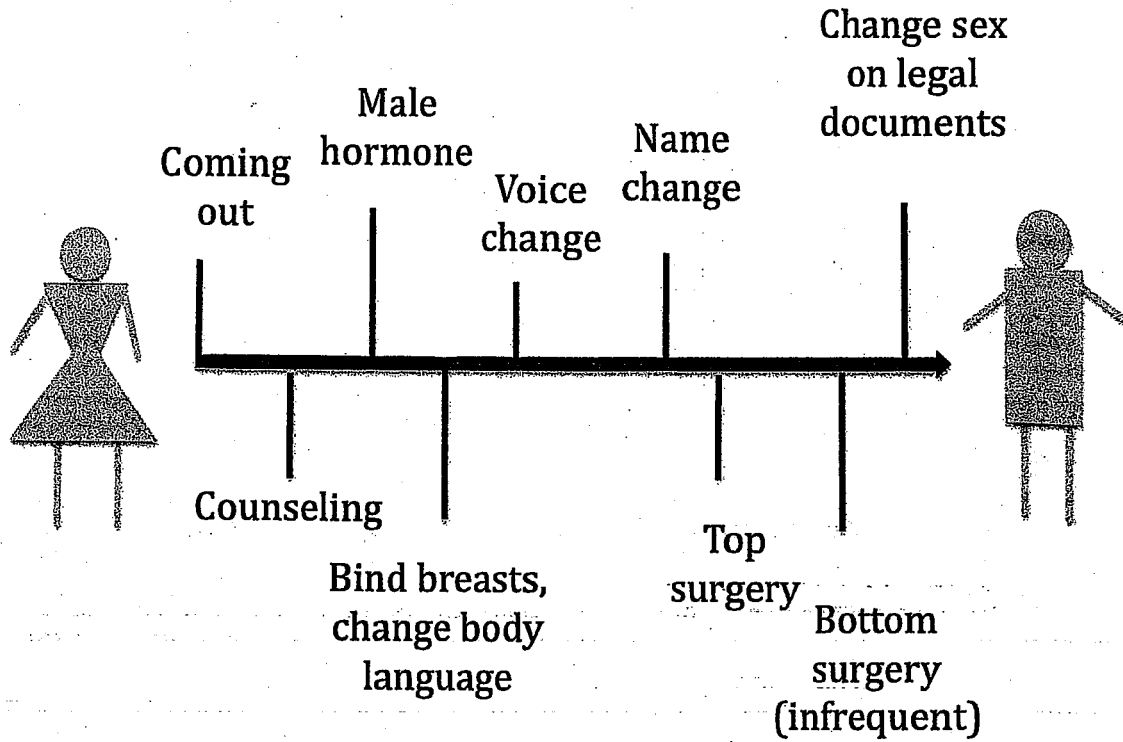 Coming
out
Counseling
Male
hormone
Bind breasts,
change body
language
Voice
change
Name
change
Top
surgery
Bottom
surgery
(infrequent)
Change sex
on legal
documents